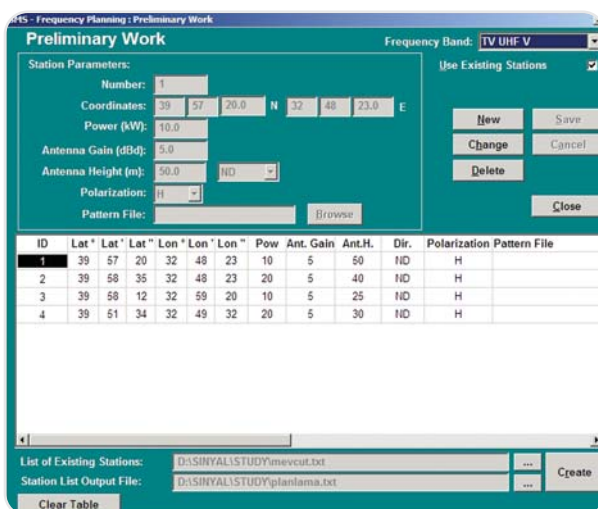 MS - Frequency Planning : Preliminary Work
Preliminary Work
Frequency Band: TV UHF V
Station Parameters:
Use Existing Stations
Number: 1
Coordinates: 39 57 20.0 N 32 48 23.0 E
Power (kW): 10.0
New Save
Antenna Gain (dBd): 5.0
Change Cancel
Antenna Height (m): 50.0 ND
Delete
Polarization: H
Pattern File: Browse
Close
ID Lat ° Lat ' Lat " Lon ° Lon ' Lon " Pow Ant. Gain Ant.H. Dir. Polarization Pattern File
1 39 57 20 32 48 23 10 5 50 ND H
2 39 58 35 32 48 23 20 5 40 ND H
3 39 58 12 32 59 20 10 5 25 ND H
4 39 51 34 32 49 32 20 5 30 ND H
List of Existing Stations: D:\SINYAL\STUDY\mevcut.txt ...
Create
Station List Output File: D:\SINYAL\STUDY\planlama.txt ...
Clear Table